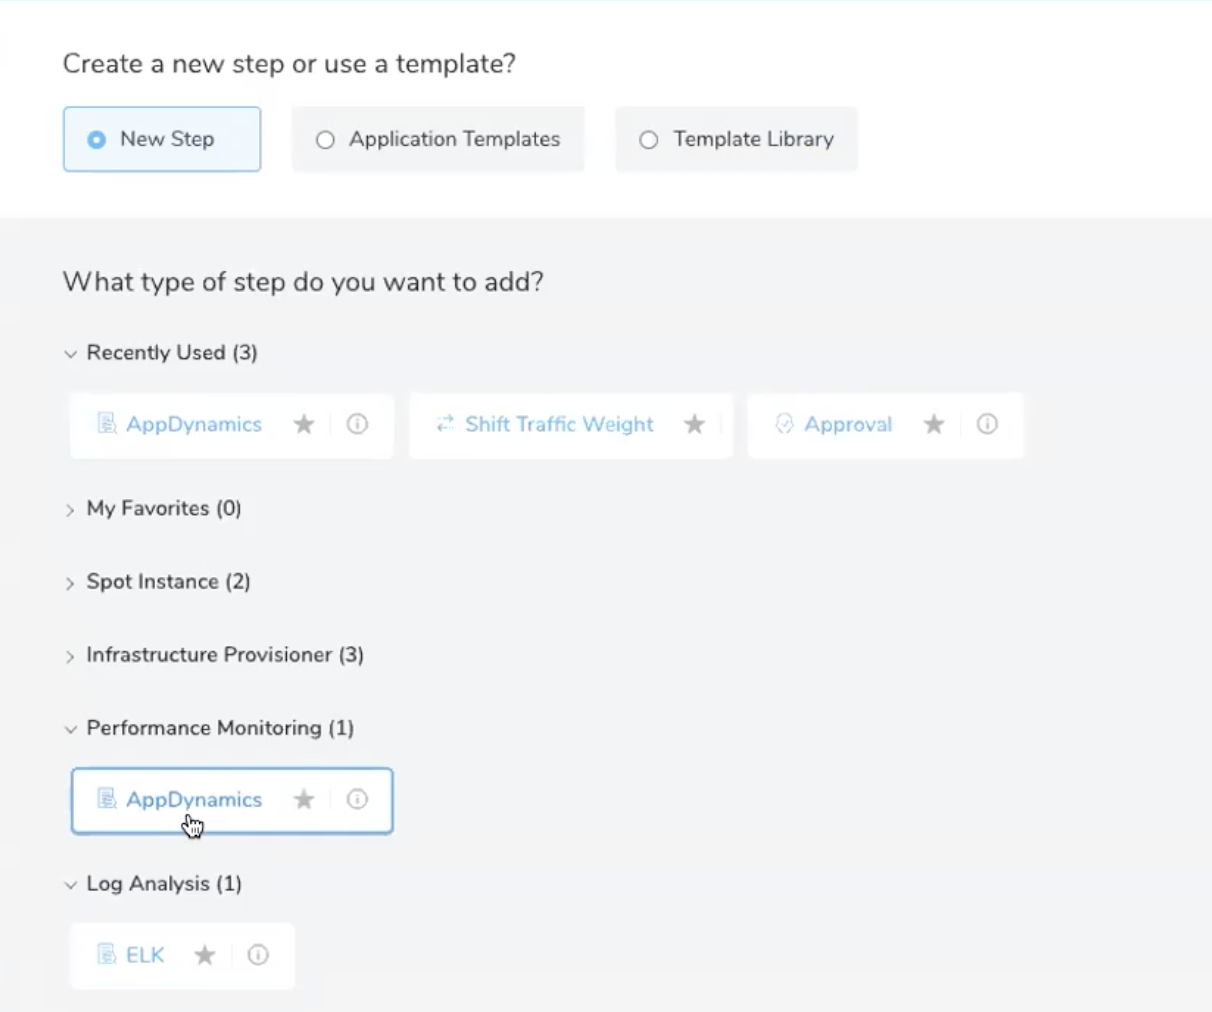 Create a new step or use a template?
New Step Application Templates Template Library
What type of step do you want to add?
Recently Used (3)
AppDynamics Shift Traffic Weight Approval
My Favorites (0)
Spot Instance (2)
Infrastructure Provisioner (3)
Performance Monitoring (1)
AppDynamics
Log Analysis (1)
ELK